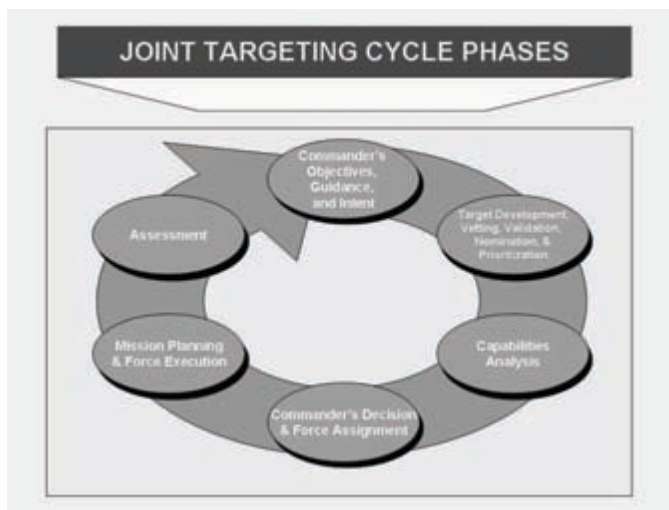 JOINT TARGETING CYCLE PHASES
Commander's
Objectives,
Guidance,
and Intent
Target Development,
Vetting, Validation,
Nomination, &
Prioritization
Capabilities
Analysis
Commander's Decision
& Force Assignment
Mission Planning
& Force Execution
Assessment